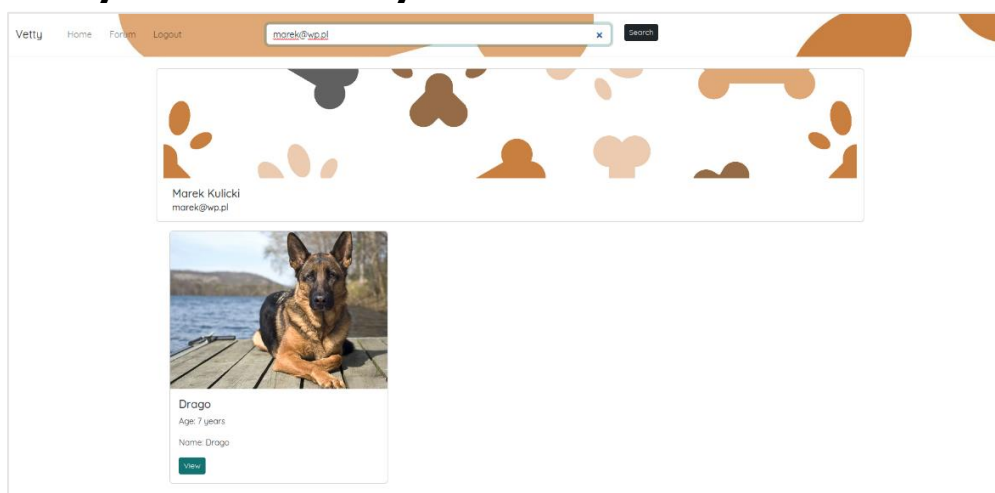 Vetty Home Forum Logout marek@wp.pl x Search
Marek Kulicki
marek@wp.pl
Drago
Age: 7 years
Name: Drago
View